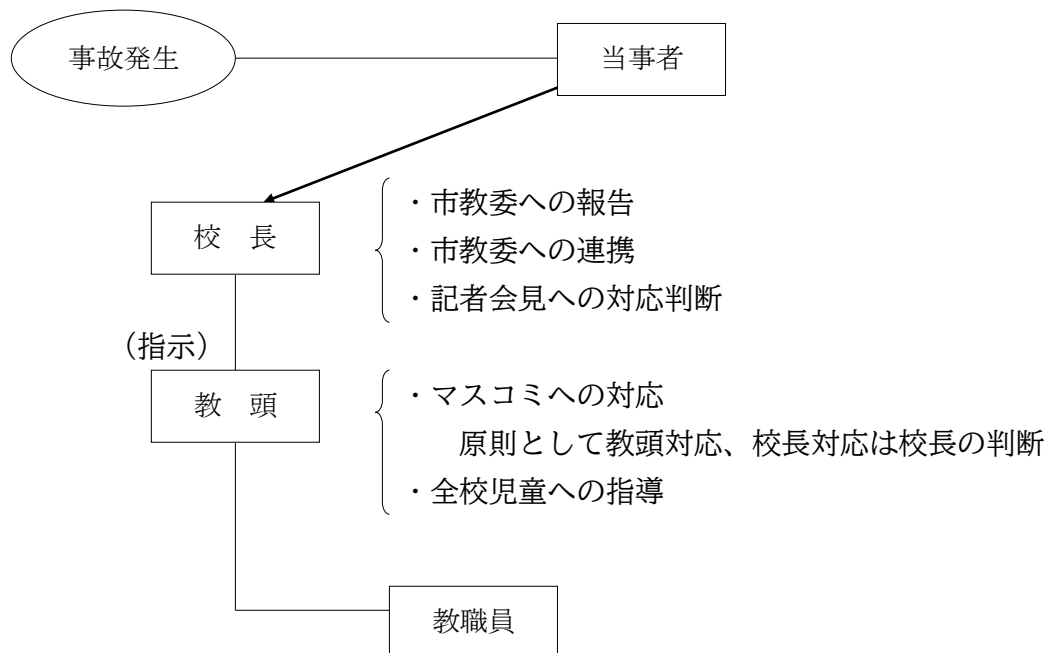 事故発生
当事者
校　長
・市教委への報告
・市教委への連携
・記者会見への対応判断
（指示）
教　頭
・マスコミへの対応
原則として教頭対応、校長対応は校長の判断
・全校児童への指導
教職員